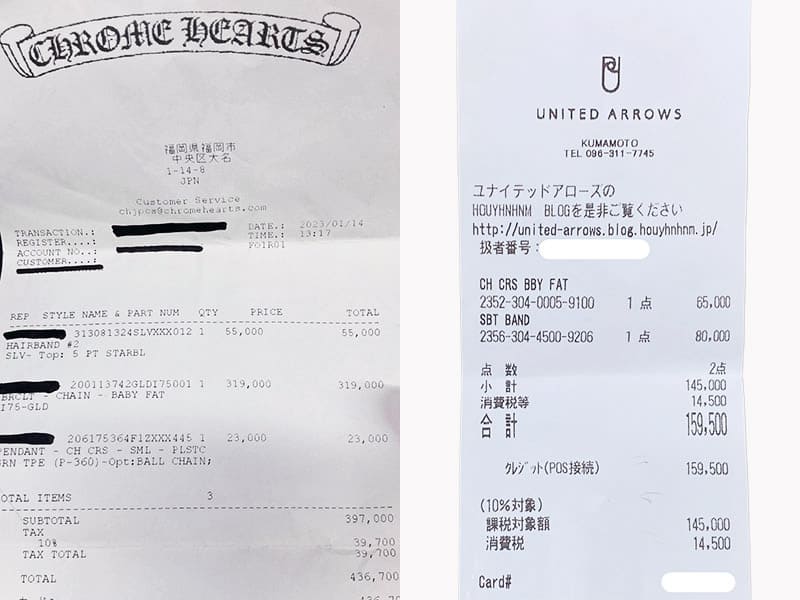 CHROME HEARTS
福岡県福岡市
中央区大名
1-14-8
JPN
Customer Service
chjpcs@chromehearts.com
TRANSACTION.: DATE.: 2023/01/14
REGISTER....: TIME.: 13:17
ACCOUNT NO..: F01R01
CUSTOMER....:
REP STYLE NAME & PART NUM QTY PRICE TOTAL
313081324SLVXXX012 1 55,000 55,000
HAIRBAND #2
SLV- Top: 5 PT STARBL
200113742GLDI75001 1 319,000 319,000
BRCLT - CHAIN - BABY FAT
I75-GLD
206175364F1ZXXX445 1 23,000 23,000
PENDANT - CH CRS - SML - PLSTC
GRN TPE (P-360)-Opt:BALL CHAIN;
TOTAL ITEMS 3
SUBTOTAL 397,000
TAX
10% 39,700
TAX TOTAL 39,700
TOTAL 436,700
UNITED ARROWS
KUMAMOTO
TEL 096-311-7745
ユナイテッドアローズの
HOUYHNHNM BLOGを是非ご覧ください
http://united-arrows.blog.houyhnhnm.jp/
扱者番号:
CH CRS BBY FAT
2352-304-0005-9100 1 点 65,000
SBT BAND
2356-304-4500-9206 1 点 80,000
点 数 2点
小 計 145,000
消費税等 14,500
合 計 159,500
クレジット(POS接続) 159,500
(10%対象)
課税対象額 145,000
消費税 14,500
Card#